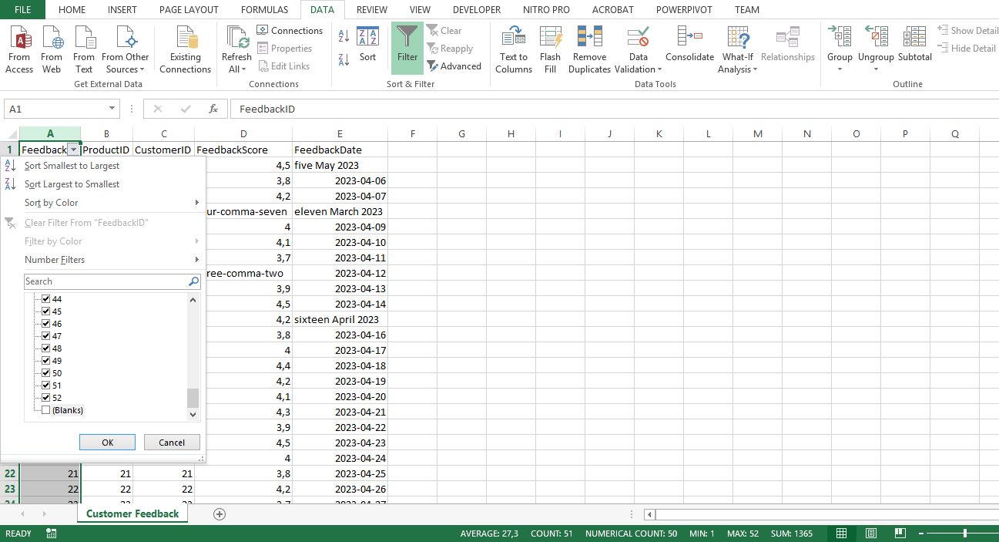 FILE HOME INSERT PAGE LAYOUT FORMULAS DATA REVIEW VIEW DEVELOPER NITRO PRO ACROBAT POWERPIVOT TEAM
From Access From Web From Text From Other Sources Existing Connections Refresh All Connections Properties Edit Links Sort Filter Clear Reapply Advanced Text to Columns Flash Fill Remove Duplicates Data Validation Consolidate What-If Analysis Relationships Group Ungroup Subtotal Show Detail Hide Detail
Get External Data Connections Sort & Filter Data Tools Outline
A1 fx FeedbackID
A B C D E F G H I J K L M N O P Q
1 Feedback ProductID CustomerID FeedbackScore FeedbackDate
Sort Smallest to Largest
Sort Largest to Smallest
Sort by Color
Clear Filter From "FeedbackID"
Filter by Color
Number Filters
Search
44
45
46
47
48
49
50
51
52
(Blanks)
OK Cancel
4,5 five May 2023
3,8 2023-04-06
4,2 2023-04-07
ur-comma-seven eleven March 2023
4 2023-04-09
4,1 2023-04-10
3,7 2023-04-11
ree-comma-two 2023-04-12
3,9 2023-04-13
4,5 2023-04-14
4,2 sixteen April 2023
3,8 2023-04-16
4 2023-04-17
4,4 2023-04-18
4,2 2023-04-19
4,1 2023-04-20
4,3 2023-04-21
3,9 2023-04-22
4,5 2023-04-23
4 2023-04-24
22 21 21 21 3,8 2023-04-25
23 22 22 22 4,2 2023-04-26
Customer Feedback
READY AVERAGE: 27,3 COUNT: 51 NUMERICAL COUNT: 50 MIN: 1 MAX: 52 SUM: 1365